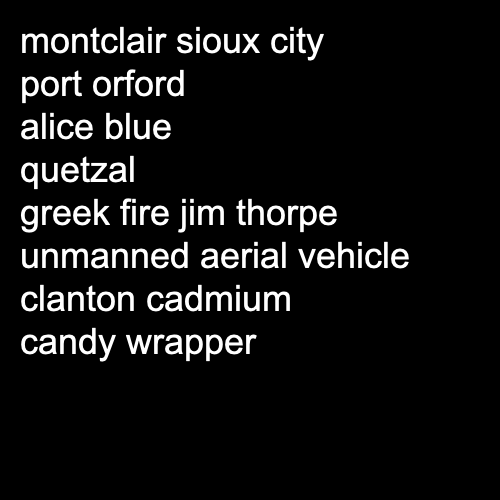 montclair sioux city
port orford
alice blue
quetzal
greek fire jim thorpe
unmanned aerial vehicle
clanton cadmium
candy wrapper